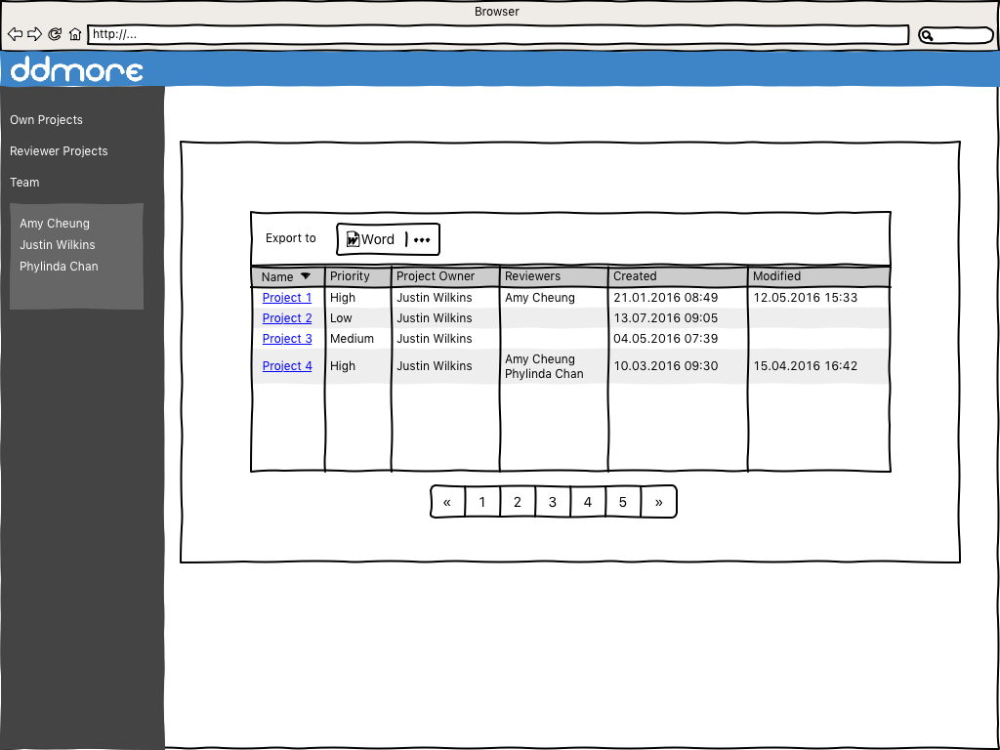 Browser
http://...
ddmore
Own Projects
Reviewer Projects
Team
Amy Cheung
Justin Wilkins
Phylinda Chan
Export to Word •••
Name Priority Project Owner Reviewers Created Modified
Project 1 High Justin Wilkins Amy Cheung 21.01.2016 08:49 12.05.2016 15:33
Project 2 Low Justin Wilkins 13.07.2016 09:05
Project 3 Medium Justin Wilkins 04.05.2016 07:39
Project 4 High Justin Wilkins Amy Cheung Phylinda Chan 10.03.2016 09:30 15.04.2016 16:42
« 1 2 3 4 5 »